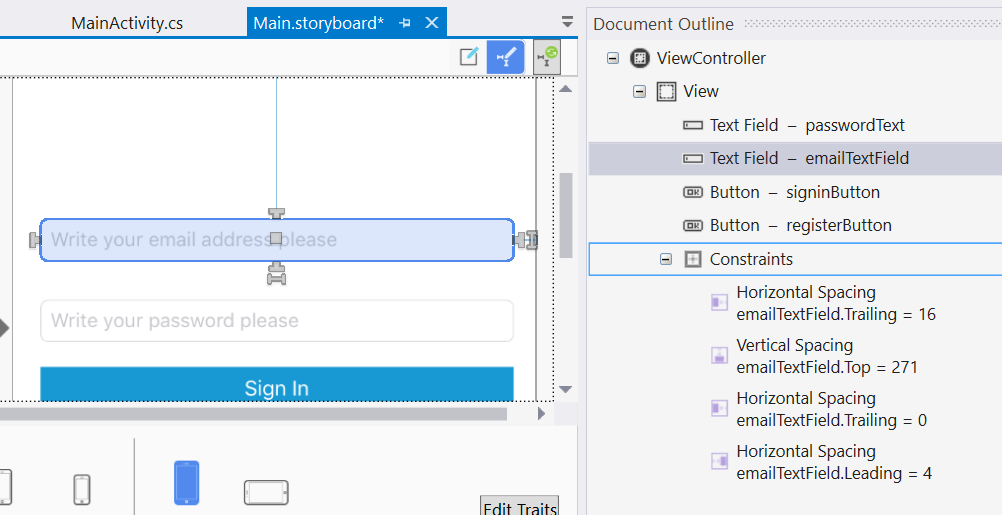 MainActivity.cs
Main.storyboard*
Write your email address please
Write your password please
Sign In
Edit Traits
Document Outline
ViewController
View
Text Field – passwordText
Text Field – emailTextField
OK Button – signinButton
OK Button – registerButton
Constraints
Horizontal Spacing
emailTextField.Trailing = 16
Vertical Spacing
emailTextField.Top = 271
Horizontal Spacing
emailTextField.Trailing = 0
Horizontal Spacing
emailTextField.Leading = 4